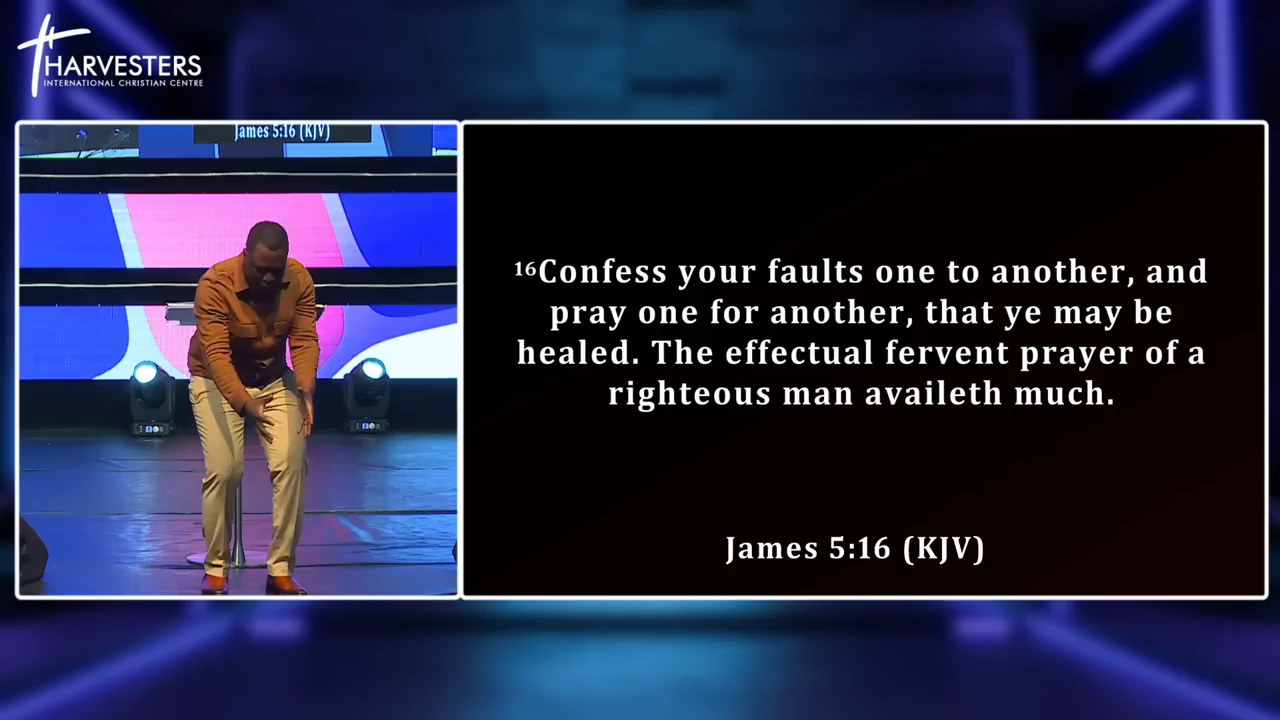 HARVESTERS
INTERNATIONAL CHRISTIAN CENTRE
James 5:16 (KJV)
¹⁶Confess your faults one to another, and
pray one for another, that ye may be
healed. The effectual fervent prayer of a
righteous man availeth much.
James 5:16 (KJV)